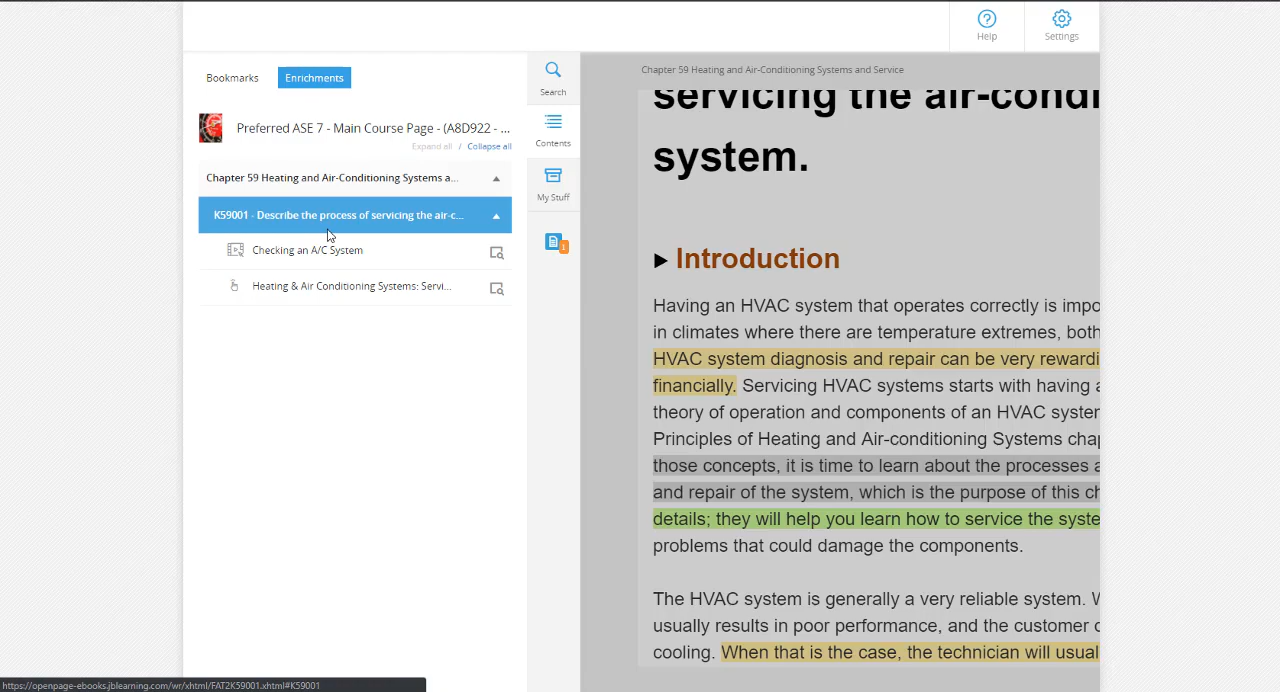 Help
Settings
Bookmarks
Enrichments
Preferred ASE 7 - Main Course Page - (A8D922 - ...
Expand all / Collapse all
Chapter 59 Heating and Air-Conditioning Systems a...
K59001 - Describe the process of servicing the air-c...
Checking an A/C System
Heating & Air Conditioning Systems: Servi...
Search
Contents
My Stuff
1
Chapter 59 Heating and Air-Conditioning Systems and Service
servicing the air-condi
system.
Introduction
Having an HVAC system that operates correctly is impo
in climates where there are temperature extremes, both
HVAC system diagnosis and repair can be very rewardi
financially. Servicing HVAC systems starts with having a
theory of operation and components of an HVAC system
Principles of Heating and Air-conditioning Systems chap
those concepts, it is time to learn about the processes a
and repair of the system, which is the purpose of this ch
details; they will help you learn how to service the syste
problems that could damage the components.
The HVAC system is generally a very reliable system. W
usually results in poor performance, and the customer c
cooling. When that is the case, the technician will usual
https://openpage-ebooks.jblearning.com/wr/xhtml/FAT2K59001.xhtml#K59001